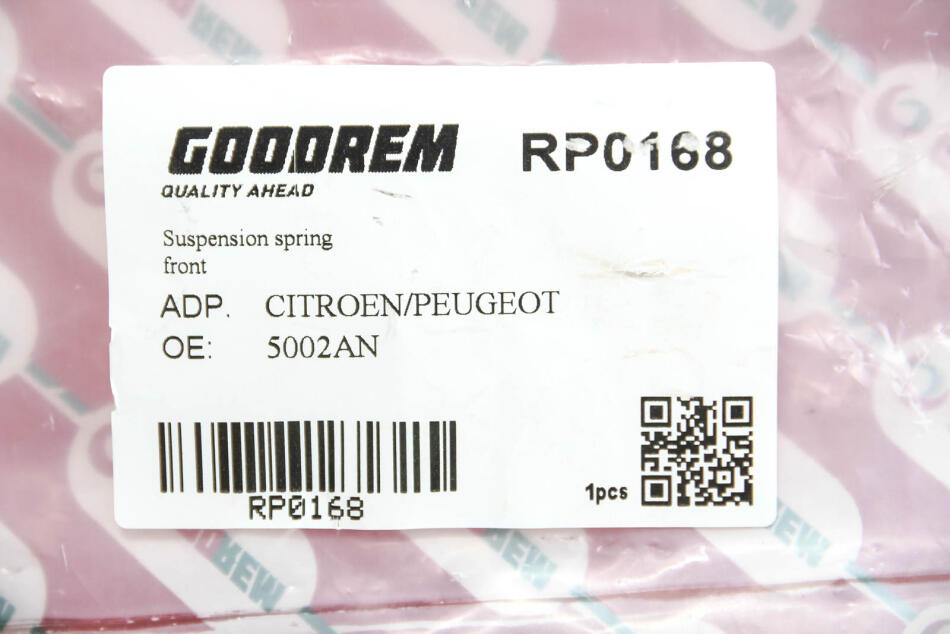 GOODREM
QUALITY AHEAD
RP0168
Suspension spring
front
ADP. CITROEN/PEUGEOT
OE: 5002AN
RP0168
1pcs